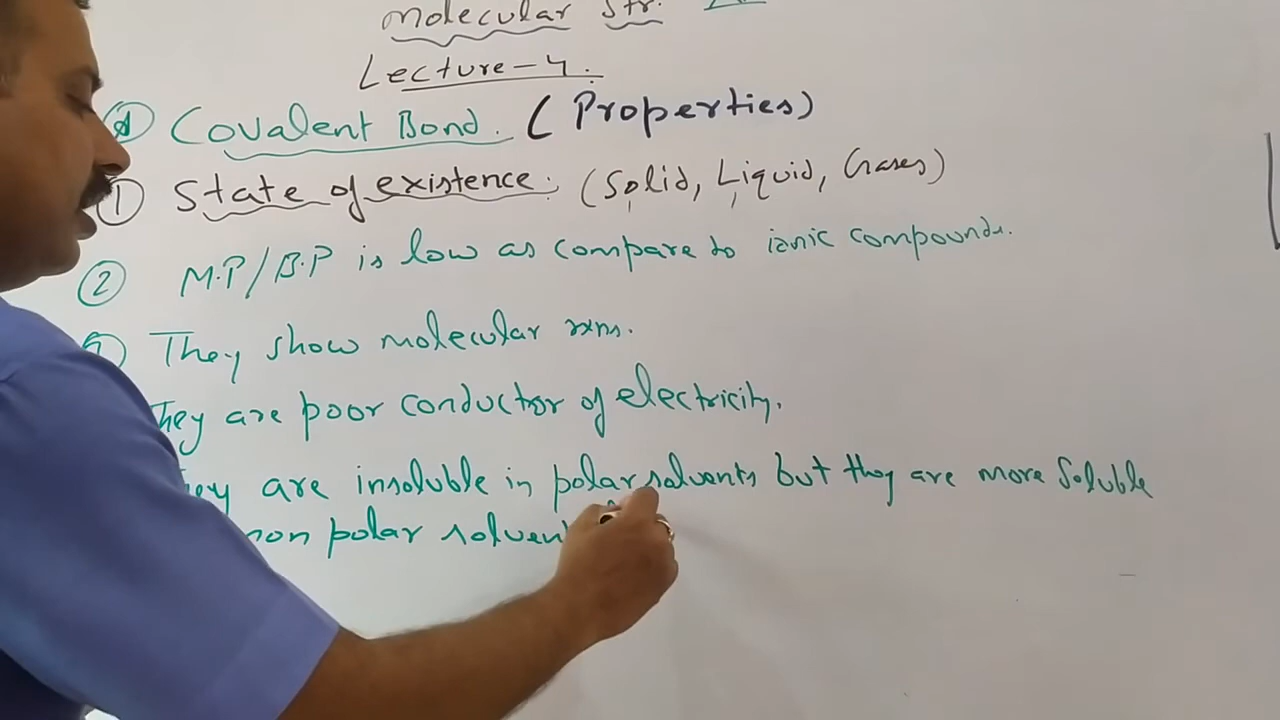 Molecular Str.
Lecture-4.
Covalent Bond. (Properties)
① State of existence: (Solid, Liquid, Gases)
② M.P/B.P is low as compare to ionic compounds.
They show molecular rxns.
They are poor conductor of electricity.
They are insoluble in polar solvents but they are more soluble
non polar solvent